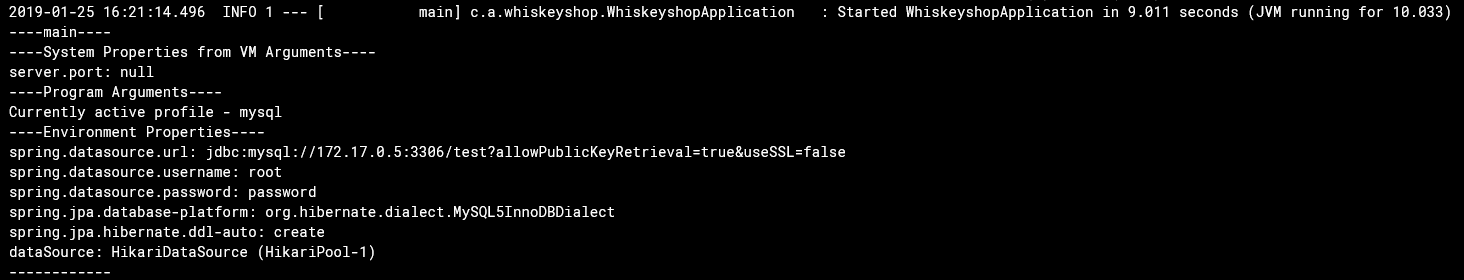 2019-01-25 16:21:14.496  INFO 1 --- [           main] c.a.whiskeyshop.WhiskeyshopApplication   : Started WhiskeyshopApplication in 9.011 seconds (JVM running for 10.033)
----main----
----System Properties from VM Arguments----
server.port: null
----Program Arguments----
Currently active profile - mysql
----Environment Properties----
spring.datasource.url: jdbc:mysql://172.17.0.5:3306/test?allowPublicKeyRetrieval=true&useSSL=false
spring.datasource.username: root
spring.datasource.password: password
spring.jpa.database-platform: org.hibernate.dialect.MySQL5InnoDBDialect
spring.jpa.hibernate.ddl-auto: create
dataSource: HikariDataSource (HikariPool-1)
------------